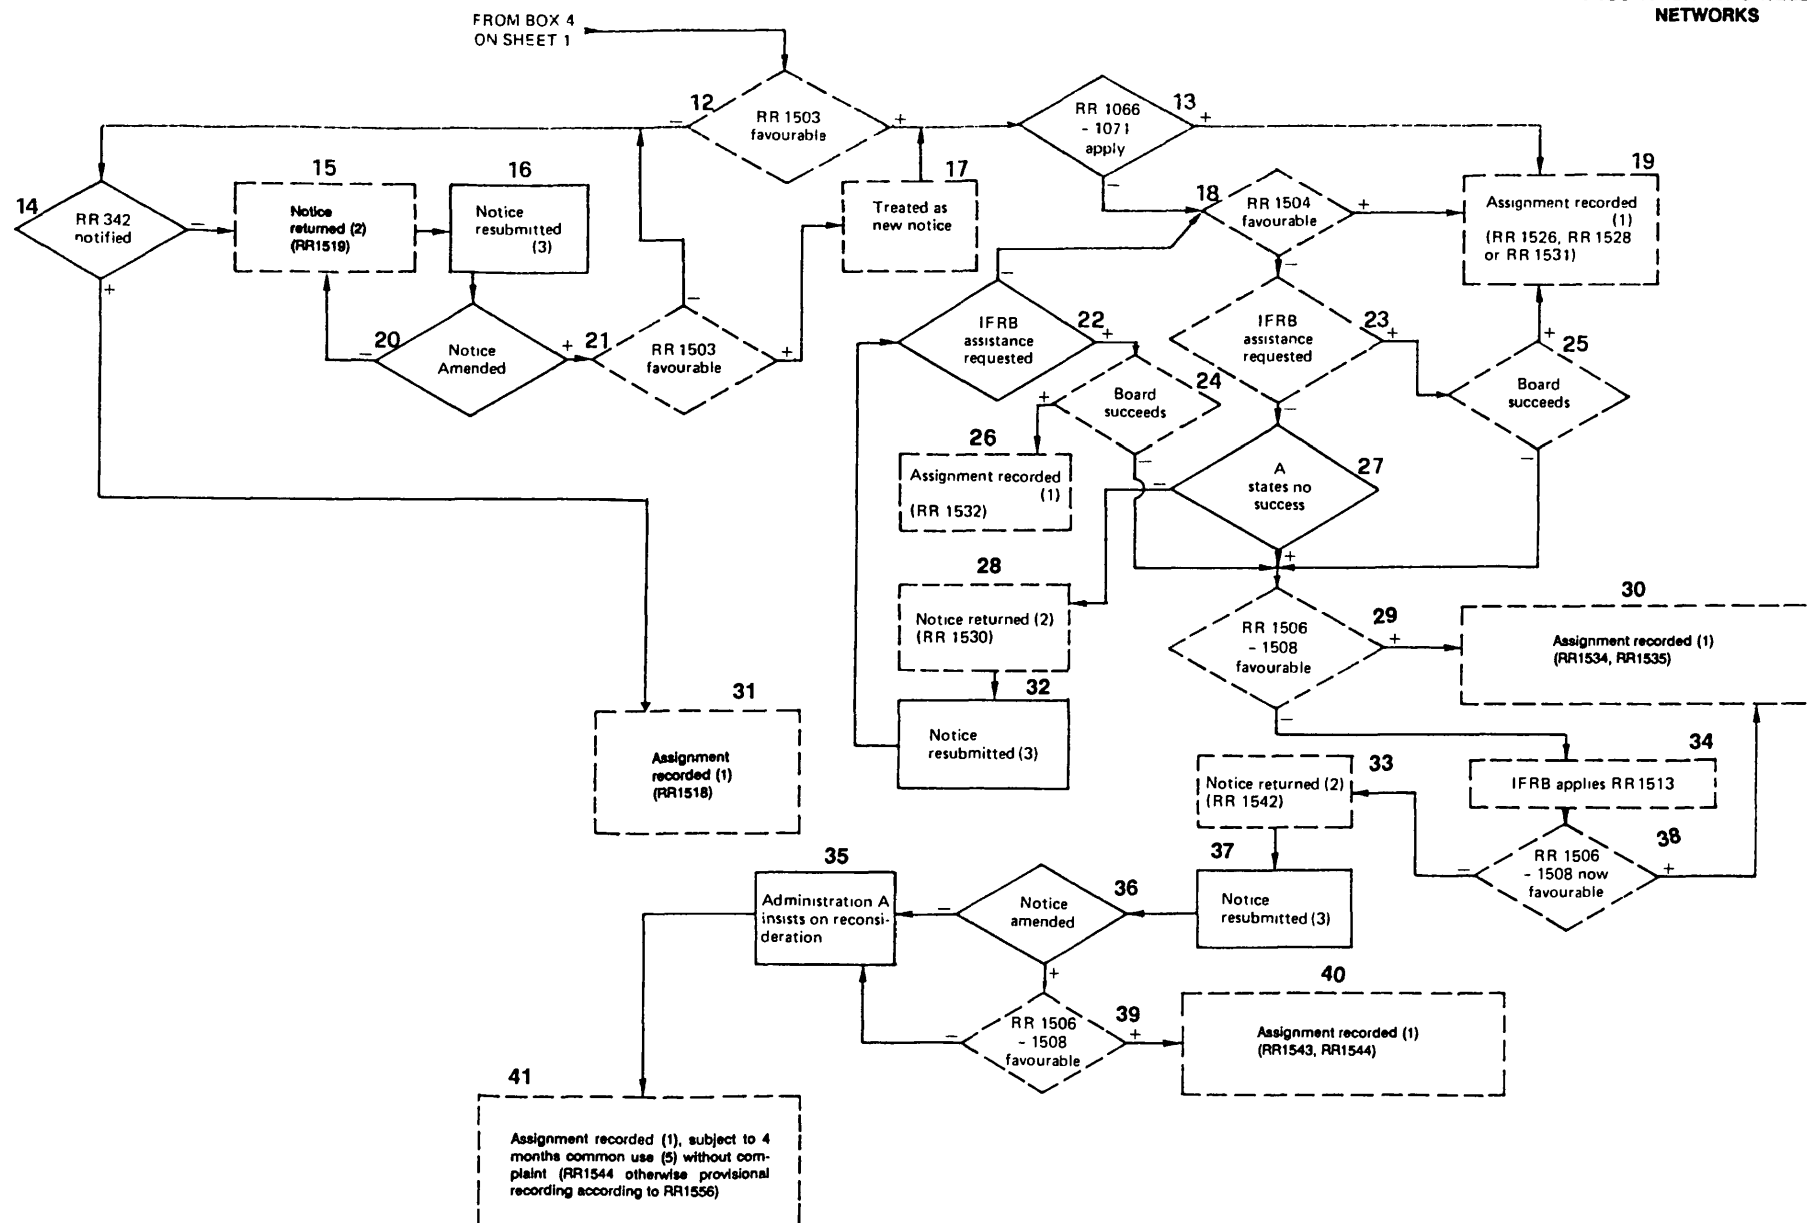 NETWORKS
FROM BOX 4
ON SHEET 1
12
RR 1503
favourable
−
+
RR 1066
- 1071
apply
13
+
−
14
RR 342
notified
−
+
15
Notice
returned (2)
(RR1519)
16
Notice
resubmitted
(3)
17
Treated as
new notice
18
RR 1504
favourable
+
−
19
Assignment recorded
(1)
(RR 1526, RR 1528
or RR 1531)
20
Notice
Amended
−
+
21
RR 1503
favourable
−
+
IFRB
assistance
requested
22
−
+
IFRB
assistance
requested
23
+
−
24
Board
succeeds
+
−
25
Board
succeeds
+
−
26
Assignment recorded
(1)
(RR 1532)
A
states no
success
27
−
+
28
Notice returned (2)
(RR 1530)
RR 1506
- 1508
favourable
29
+
−
30
Assignment recorded (1)
(RR1534, RR1535)
31
Assignment
recorded (1)
(RR1518)
32
Notice
resubmitted (3)
33
Notice returned (2)
(RR 1542)
34
IFRB applies RR 1513
35
Administration A
insists on reconsi-
deration
36
Notice
amended
−
+
37
Notice
resubmitted (3)
38
RR 1506
- 1508 now
favourable
−
+
RR 1506
- 1508
favourable
39
−
+
40
Assignment recorded (1)
(RR1543, RR1544)
41
Assignment recorded (1), subject to 4
months common use (5) without com-
plaint (RR1544 otherwise provisional
recording according to RR1556)